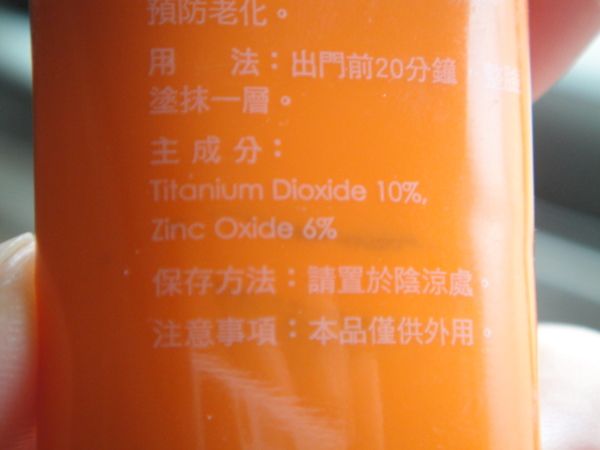 預防老化。
用 法：出門前20分鐘，整臉
塗抹一層。
主成分：
Titanium Dioxide 10%,
Zinc Oxide 6%
保存方法：請置於陰涼處。
注意事項：本品僅供外用。